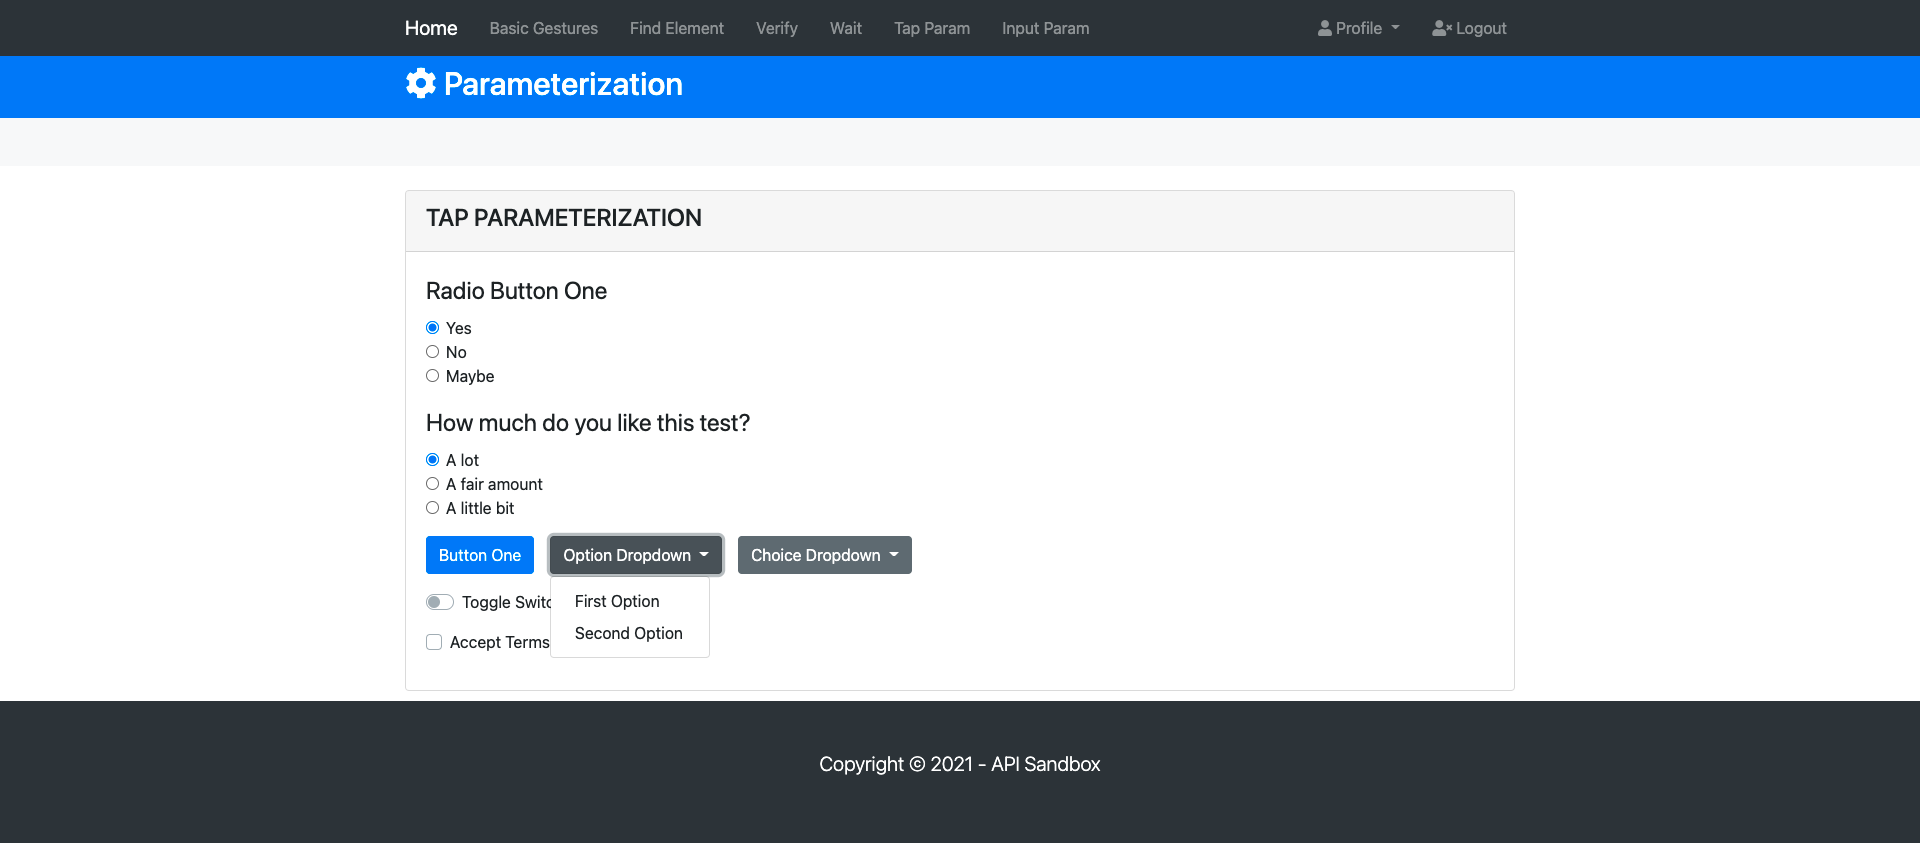 Home Basic Gestures Find Element Verify Wait Tap Param Input Param Profile Logout
Parameterization
TAP PARAMETERIZATION
Radio Button One
Yes
No
Maybe
How much do you like this test?
A lot
A fair amount
A little bit
Button One Option Dropdown Choice Dropdown
Toggle
First Option
Second Option
Accept Terms
Copyright © 2021 - API Sandbox